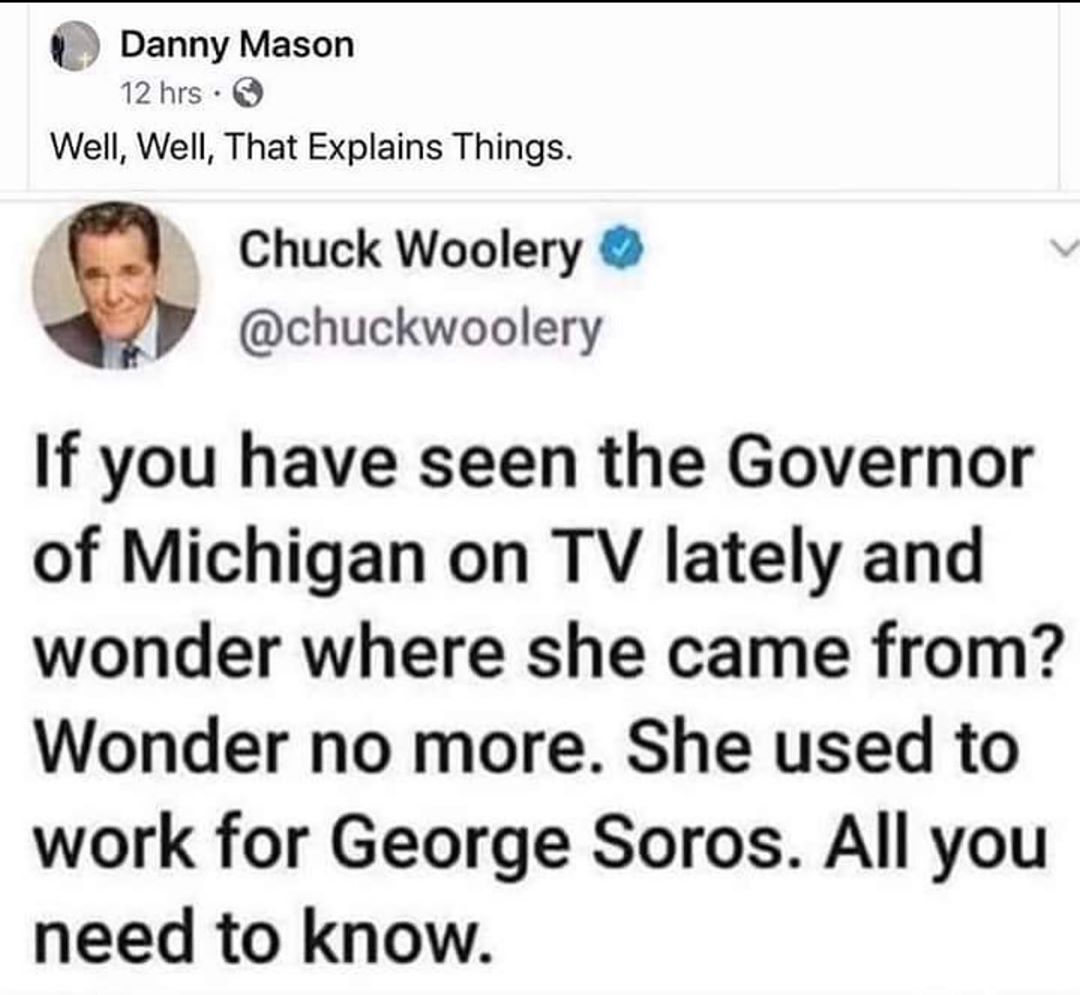 Danny Mason
12 hrs ·
Well, Well, That Explains Things.
Chuck Woolery
@chuckwoolery
If you have seen the Governor
of Michigan on TV lately and
wonder where she came from?
Wonder no more. She used to
work for George Soros. All you
need to know.